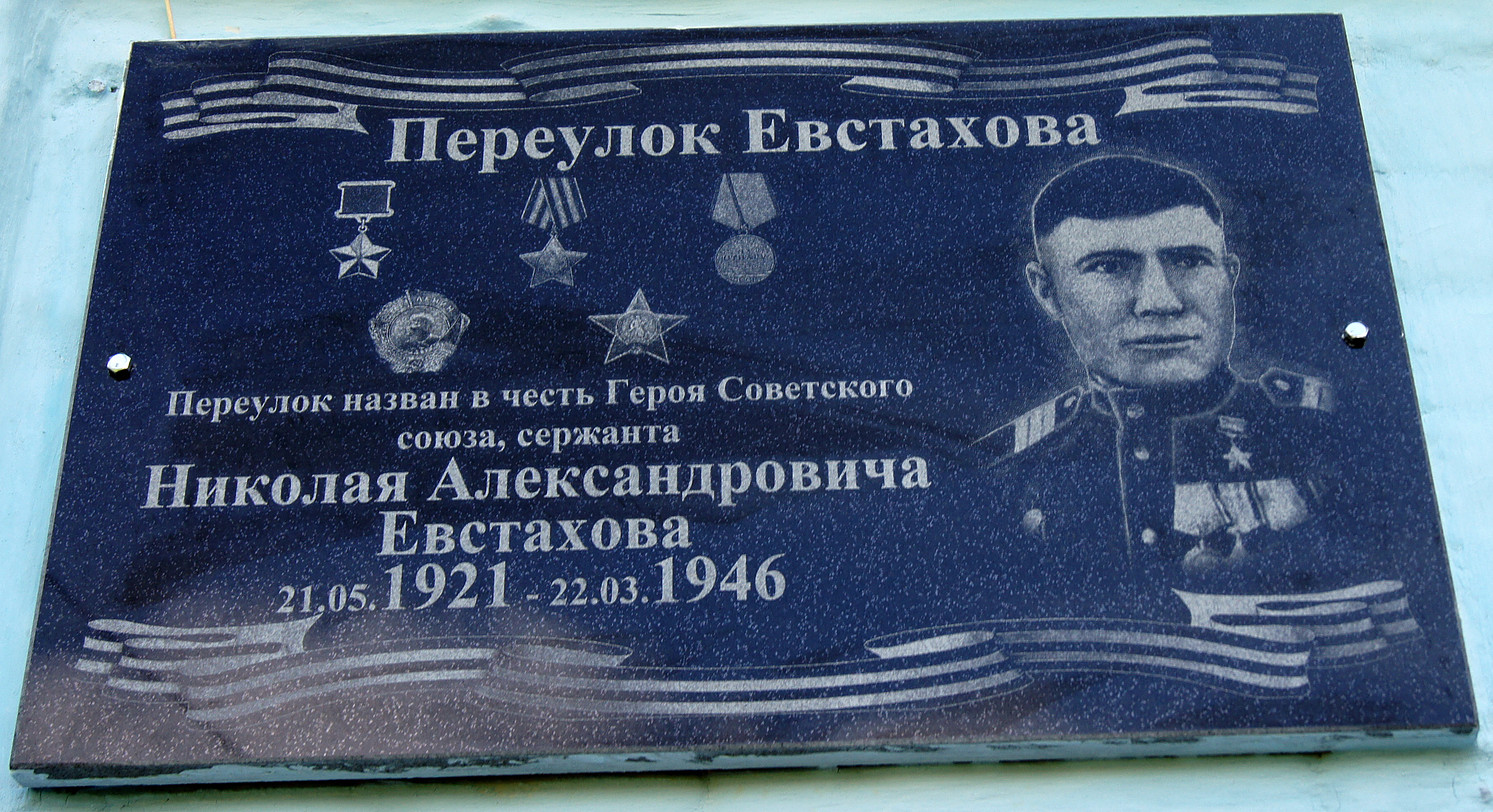 Переулок Евстахова
Переулок назван в честь Героя Советского
союза, сержанта
Николая Александровича
Евстахова
21.05.1921 - 22.03.1946